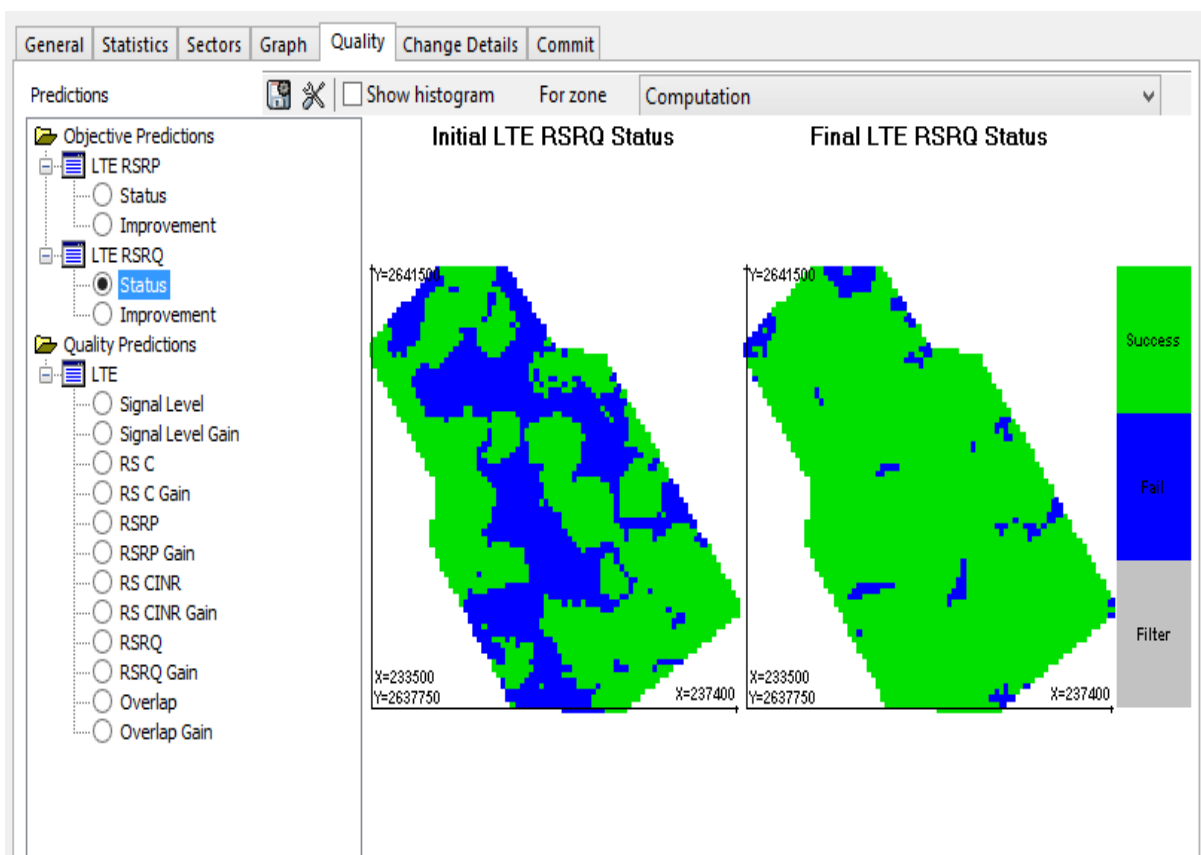 General Statistics Sectors Graph Quality Change Details Commit
Predictions Show histogram For zone Computation
Objective Predictions
LTE RSRP
Status
Improvement
LTE RSRQ
Status
Improvement
Quality Predictions
LTE
Signal Level
Signal Level Gain
RS C
RS C Gain
RSRP
RSRP Gain
RS CINR
RS CINR Gain
RSRQ
RSRQ Gain
Overlap
Overlap Gain
Initial LTE RSRQ Status
Y=2641500
X=233500
Y=2637750
X=237400
Final LTE RSRQ Status
Y=2641500
X=233500
Y=2637750
X=237400
Success
Fail
Filter